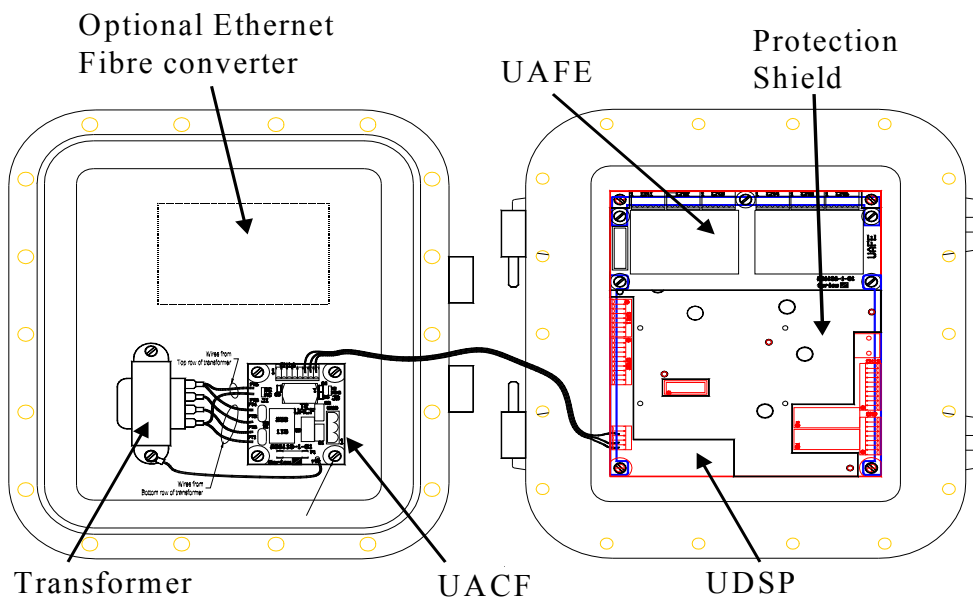 Optional Ethernet
Fibre converter
UAFE
Protection
Shield
UAFE
Wires from
Top row of transformer
Wires from
Bottom row of transformer
Transformer
UACF
UDSP